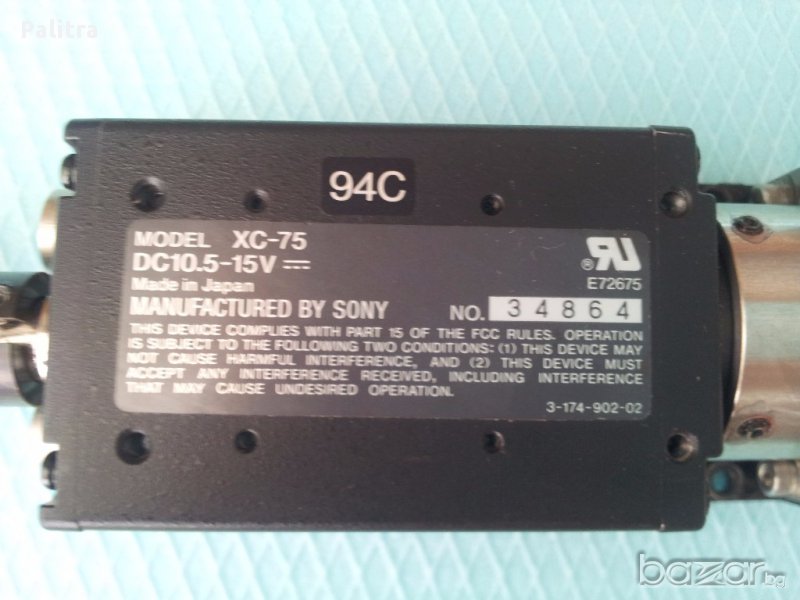 Palitra
94C
MODEL XC-75
DC10.5-15V
Made in Japan
MANUFACTURED BY SONY
E72675
NO. 34864
THIS DEVICE COMPLIES WITH PART 15 OF THE FCC RULES. OPERATION
IS SUBJECT TO THE FOLLOWING TWO CONDITIONS: (1) THIS DEVICE MAY
NOT CAUSE HARMFUL INTERFERENCE, AND (2) THIS DEVICE MUST
ACCEPT ANY INTERFERENCE RECEIVED, INCLUDING INTERFERENCE
THAT MAY CAUSE UNDESIRED OPERATION.
3-174-902-02
bazar.bg